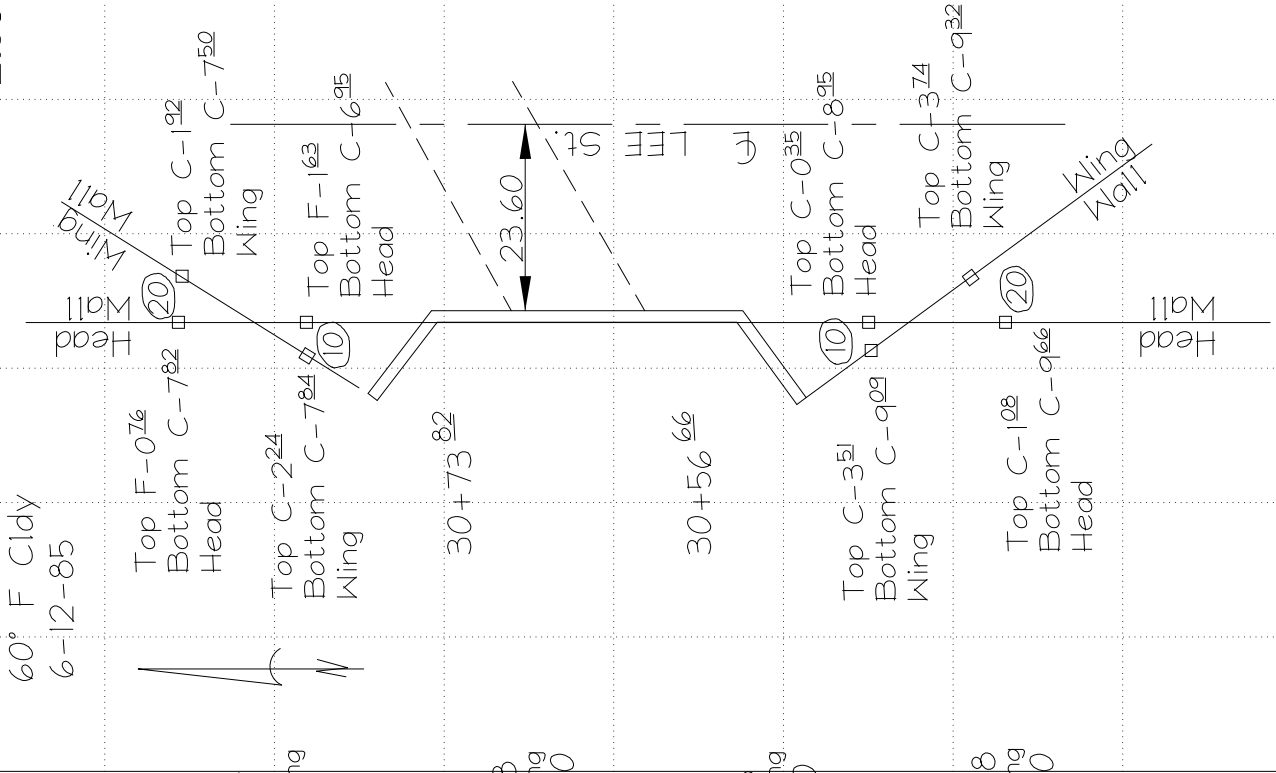 60° F Cldy
6-12-85
Top F-0 76
Bottom C-7 82
Head
Top C-2 24
Bottom C-7 84
Wing
30+73 82
30+56 66
Top C-3 51
Bottom C-9 09
Wing
Top C-1 08
Bottom C-9 66
Head
Wing
Wall
Head
Wall
20
10
10
20
Top C-1 92
Bottom C-7 50
Wing
Top F-1 63
Bottom C-6 95
Head
23.60
LEE St.
Top C-0 35
Bottom C-8 95
Head
Top C-3 74
Bottom C-9 32
Wing
Wing
Wall
Head
Wall